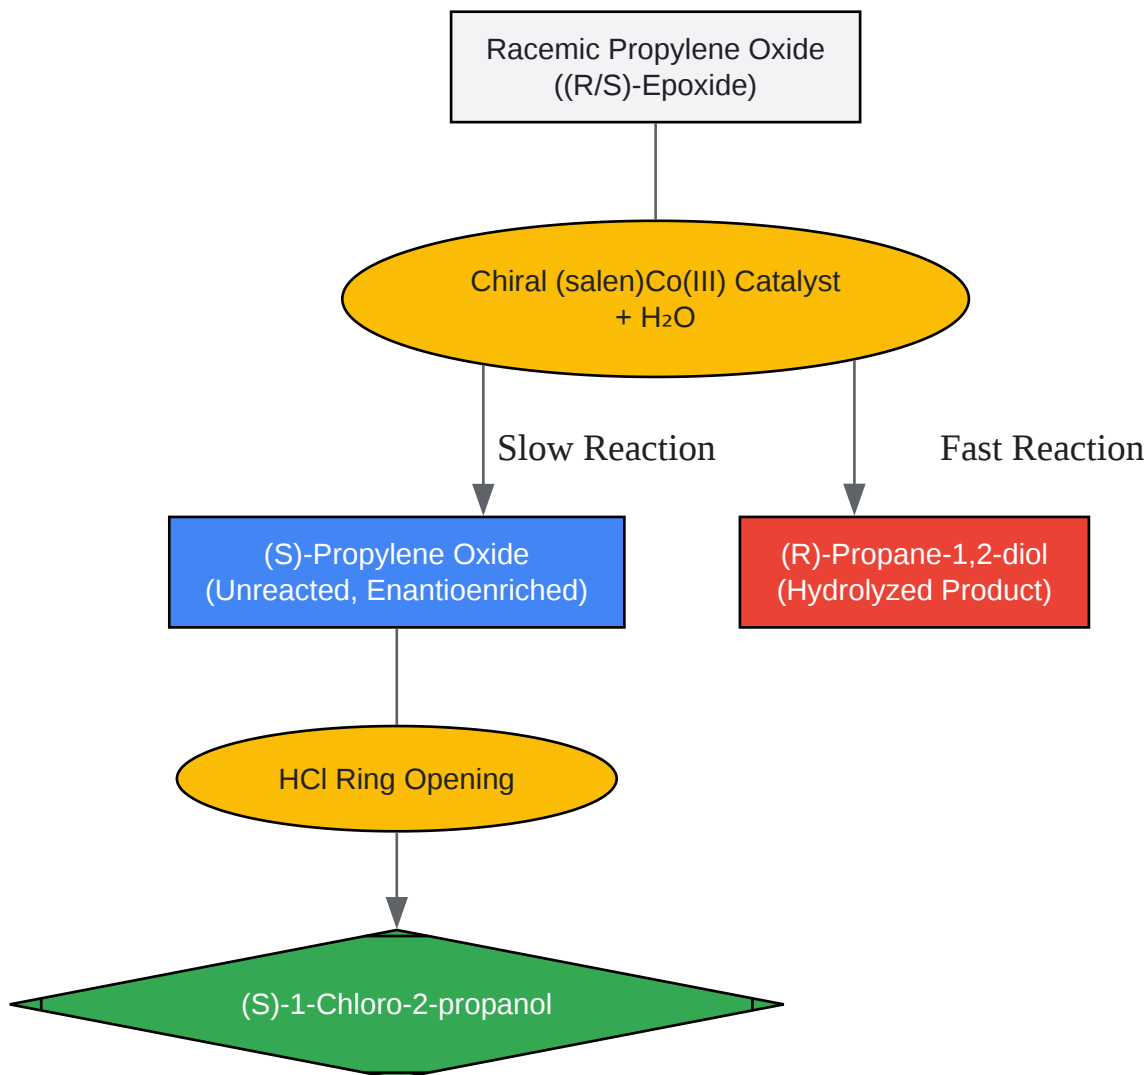 Racemic Propylene Oxide
((R/S)-Epoxide)
Chiral (salen)Co(III) Catalyst
+ H₂O
Slow Reaction
Fast Reaction
(S)-Propylene Oxide
(Unreacted, Enantioenriched)
(R)-Propane-1,2-diol
(Hydrolyzed Product)
HCl Ring Opening
(S)-1-Chloro-2-propanol